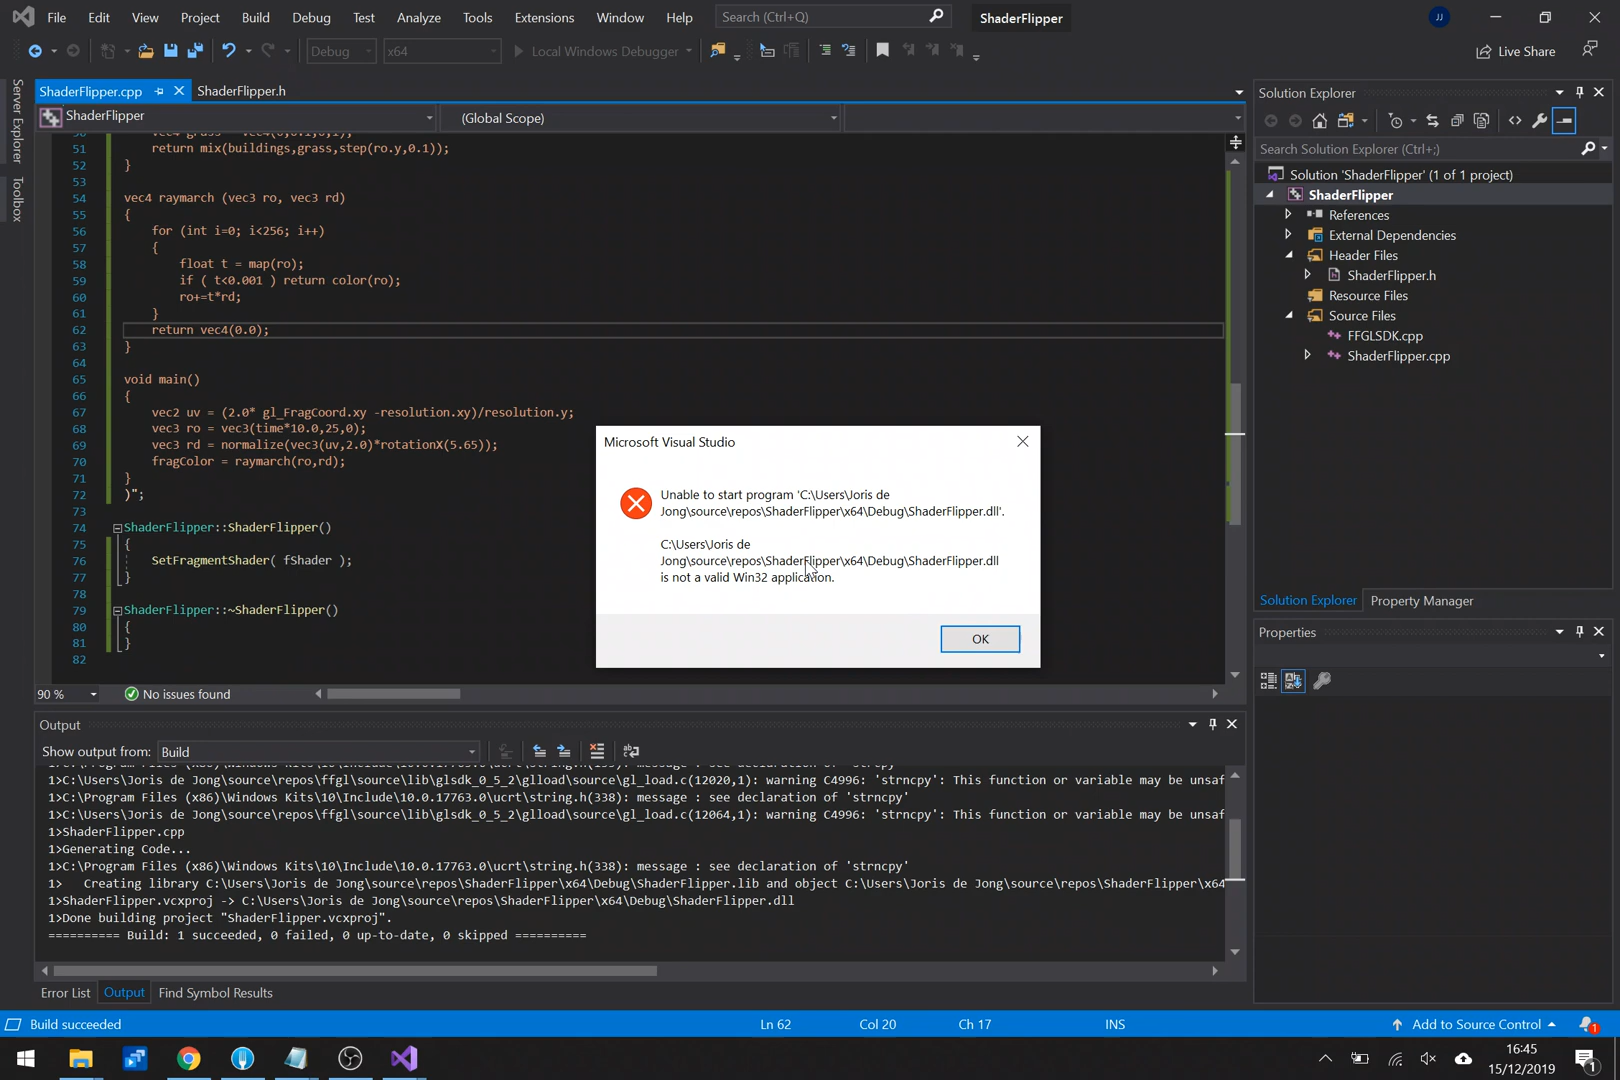 File Edit View Project Build Debug Test Analyze Tools Extensions Window Help Search (Ctrl+Q) ShaderFlipper JJ
Debug x64 Local Windows Debugger Live Share
Server Explorer
Toolbox
ShaderFlipper.cpp ShaderFlipper.h
ShaderFlipper (Global Scope)
51 return mix(buildings,grass,step(ro.y,0.1));
52 }
53
54 vec4 raymarch (vec3 ro, vec3 rd)
55 {
56 for (int i=0; i<256; i++)
57 {
58 float t = map(ro);
59 if ( t<0.001 ) return color(ro);
60 ro+=t*rd;
61 }
62 return vec4(0.0);
63 }
64
65 void main()
66 {
67 vec2 uv = (2.0* gl_FragCoord.xy -resolution.xy)/resolution.y;
68 vec3 ro = vec3(time*10.0,25,0);
69 vec3 rd = normalize(vec3(uv,2.0)*rotationX(5.65));
70 fragColor = raymarch(ro,rd);
71 }
72 )";
73
74 ShaderFlipper::ShaderFlipper()
75 {
76 SetFragmentShader( fShader );
77 }
78
79 ShaderFlipper::~ShaderFlipper()
80 {
81 }
82
90 % No issues found
Microsoft Visual Studio
Unable to start program 'C:\Users\Joris de
Jong\source\repos\ShaderFlipper\x64\Debug\ShaderFlipper.dll'.
C:\Users\Joris de
Jong\source\repos\ShaderFlipper\x64\Debug\ShaderFlipper.dll
is not a valid Win32 application.
OK
Output
Show output from: Build
1>C:\Users\Joris de Jong\source\repos\ffgl\source\lib\glsdk_0_5_2\glload\source\gl_load.c(12020,1): warning C4996: 'strncpy': This function or variable may be unsaf
1>C:\Program Files (x86)\Windows Kits\10\Include\10.0.17763.0\ucrt\string.h(338): message : see declaration of 'strncpy'
1>C:\Users\Joris de Jong\source\repos\ffgl\source\lib\glsdk_0_5_2\glload\source\gl_load.c(12064,1): warning C4996: 'strncpy': This function or variable may be unsaf
1>ShaderFlipper.cpp
1>Generating Code...
1>C:\Program Files (x86)\Windows Kits\10\Include\10.0.17763.0\ucrt\string.h(338): message : see declaration of 'strncpy'
1> Creating library C:\Users\Joris de Jong\source\repos\ShaderFlipper\x64\Debug\ShaderFlipper.lib and object C:\Users\Joris de Jong\source\repos\ShaderFlipper\x64
1>ShaderFlipper.vcxproj -> C:\Users\Joris de Jong\source\repos\ShaderFlipper\x64\Debug\ShaderFlipper.dll
1>Done building project "ShaderFlipper.vcxproj".
========== Build: 1 succeeded, 0 failed, 0 up-to-date, 0 skipped ==========
Error List Output Find Symbol Results
Solution Explorer
Search Solution Explorer (Ctrl+;)
Solution 'ShaderFlipper' (1 of 1 project)
ShaderFlipper
References
External Dependencies
Header Files
ShaderFlipper.h
Resource Files
Source Files
FFGLSDK.cpp
ShaderFlipper.cpp
Solution Explorer Property Manager
Properties
Build succeeded Ln 62 Col 20 Ch 17 INS Add to Source Control 1
16:45
15/12/2019 1